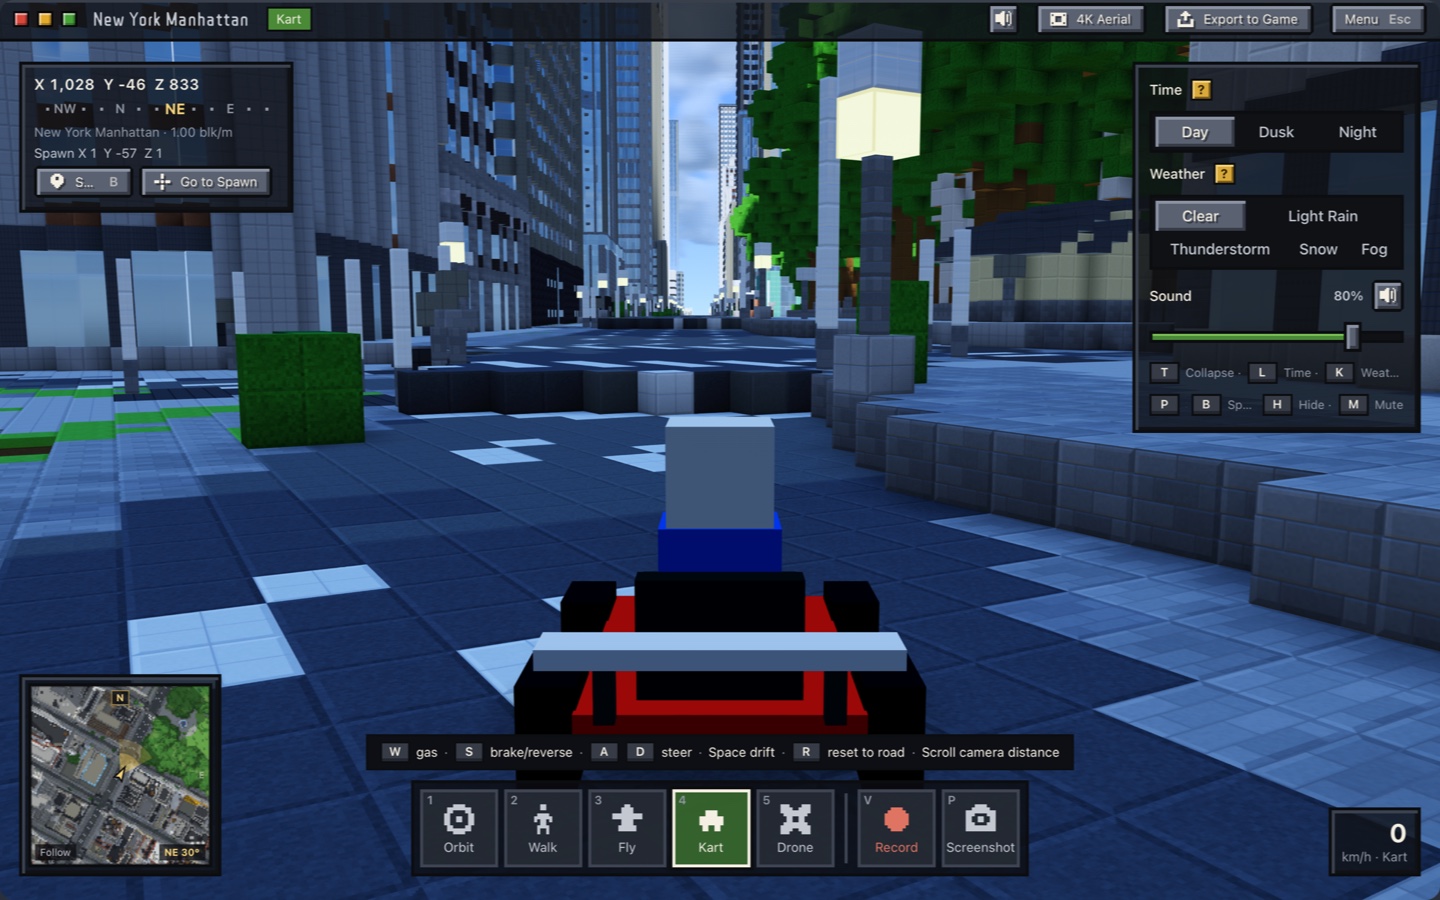 New York Manhattan Kart
4K Aerial Export to Game Menu Esc
X 1,028 Y -46 Z 833
· NW · · N · · NE · · E · ·
New York Manhattan · 1.00 blk/m
Spawn X 1 Y -57 Z 1
S... B Go to Spawn
Time ?
Day Dusk Night
Weather ?
Clear Light Rain
Thunderstorm Snow Fog
Sound 80%
T Collapse · L Time · K Weat...
P B Sp... H Hide · M Mute
N
E
Follow NE 30°
W gas · S brake/reverse · A D steer · Space drift · R reset to road · Scroll camera distance
1 2 3 4 5 V P
Orbit Walk Fly Kart Drone Record Screenshot
0
km/h · Kart